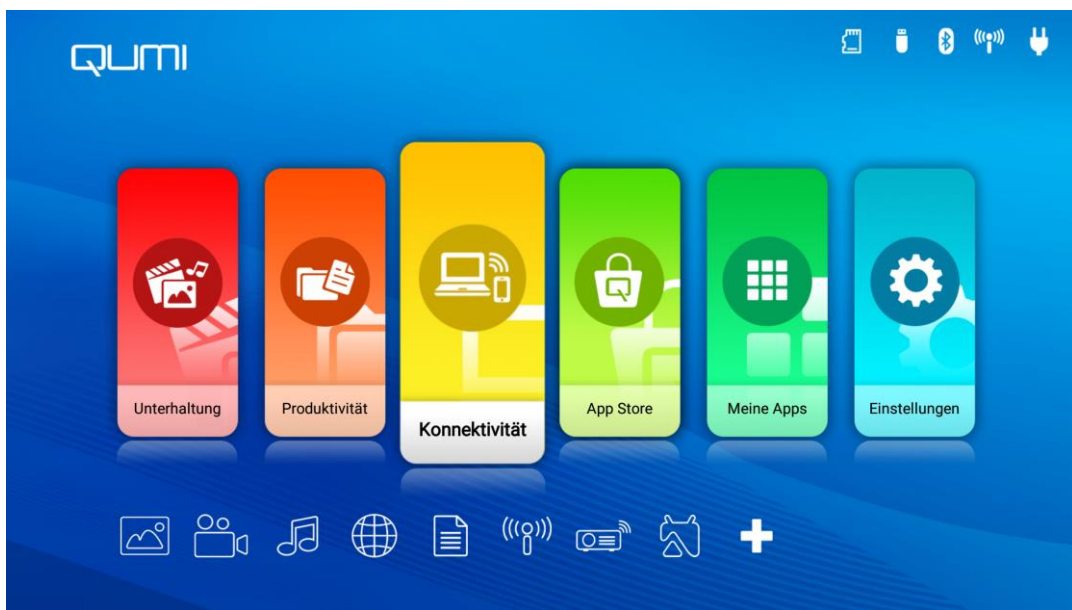 QUMI
Unterhaltung
Produktivität
Konnektivität
App Store
Meine Apps
Einstellungen